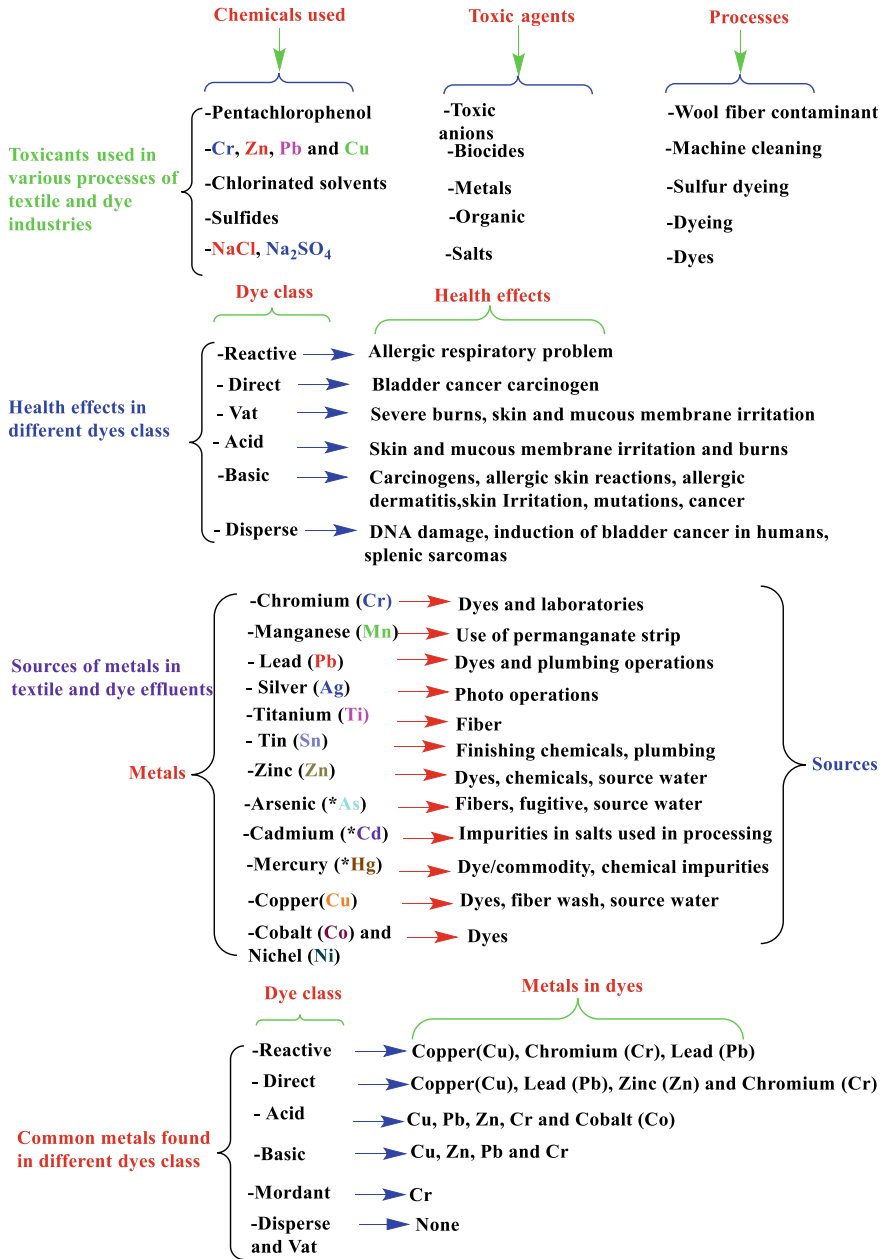 Chemicals used
Toxic agents
Processes
Toxicants used in
various processes of
textile and dye
industries
-Pentachlorophenol
-Cr, Zn, Pb and Cu
-Chlorinated solvents
-Sulfides
-NaCl, Na₂SO₄
-Toxic
anions
-Biocides
-Metals
-Organic
-Salts
-Wool fiber contaminant
-Machine cleaning
-Sulfur dyeing
-Dyeing
-Dyes
Dye class
Health effects
Health effects in
different dyes class
-Reactive
Allergic respiratory problem
- Direct
Bladder cancer carcinogen
- Vat
Severe burns, skin and mucous membrane irritation
- Acid
Skin and mucous membrane irritation and burns
-Basic
Carcinogens, allergic skin reactions, allergic
dermatitis,skin Irritation, mutations, cancer
- Disperse
DNA damage, induction of bladder cancer in humans,
splenic sarcomas
Sources of metals in
textile and dye effluents
Metals
-Chromium (Cr)
Dyes and laboratories
-Manganese (Mn)
Use of permanganate strip
- Lead (Pb)
Dyes and plumbing operations
- Silver (Ag)
Photo operations
-Titanium (Ti)
Fiber
- Tin (Sn)
Finishing chemicals, plumbing
-Zinc (Zn)
Dyes, chemicals, source water
-Arsenic (*As)
Fibers, fugitive, source water
-Cadmium (*Cd)
Impurities in salts used in processing
-Mercury (*Hg)
Dye/commodity, chemical impurities
-Copper(Cu)
Dyes, fiber wash, source water
-Cobalt (Co) and
Nichel (Ni)
Dyes
Sources
Dye class
Metals in dyes
Common metals found
in different dyes class
-Reactive
Copper(Cu), Chromium (Cr), Lead (Pb)
- Direct
Copper(Cu), Lead (Pb), Zinc (Zn) and Chromium (Cr)
- Acid
Cu, Pb, Zn, Cr and Cobalt (Co)
-Basic
Cu, Zn, Pb and Cr
-Mordant
Cr
-Disperse
and Vat
None